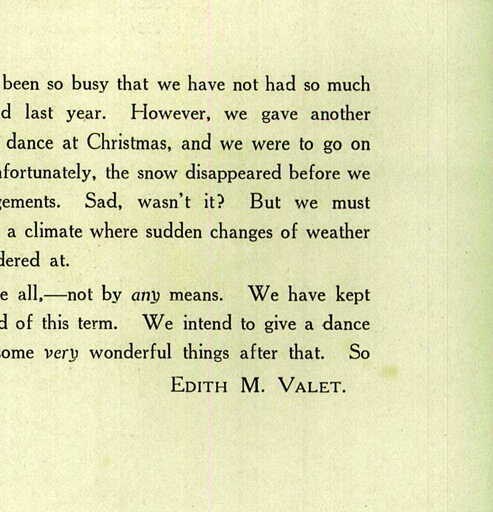 been so busy that we have not had so much
d last year. However, we gave another
dance at Christmas, and we were to go on
nfortunately, the snow disappeared before we
gements. Sad, wasn't it? But we must
a climate where sudden changes of weather
dered at.
e all,—not by any means. We have kept
d of this term. We intend to give a dance
some very wonderful things after that. So
EDITH M. VALET.